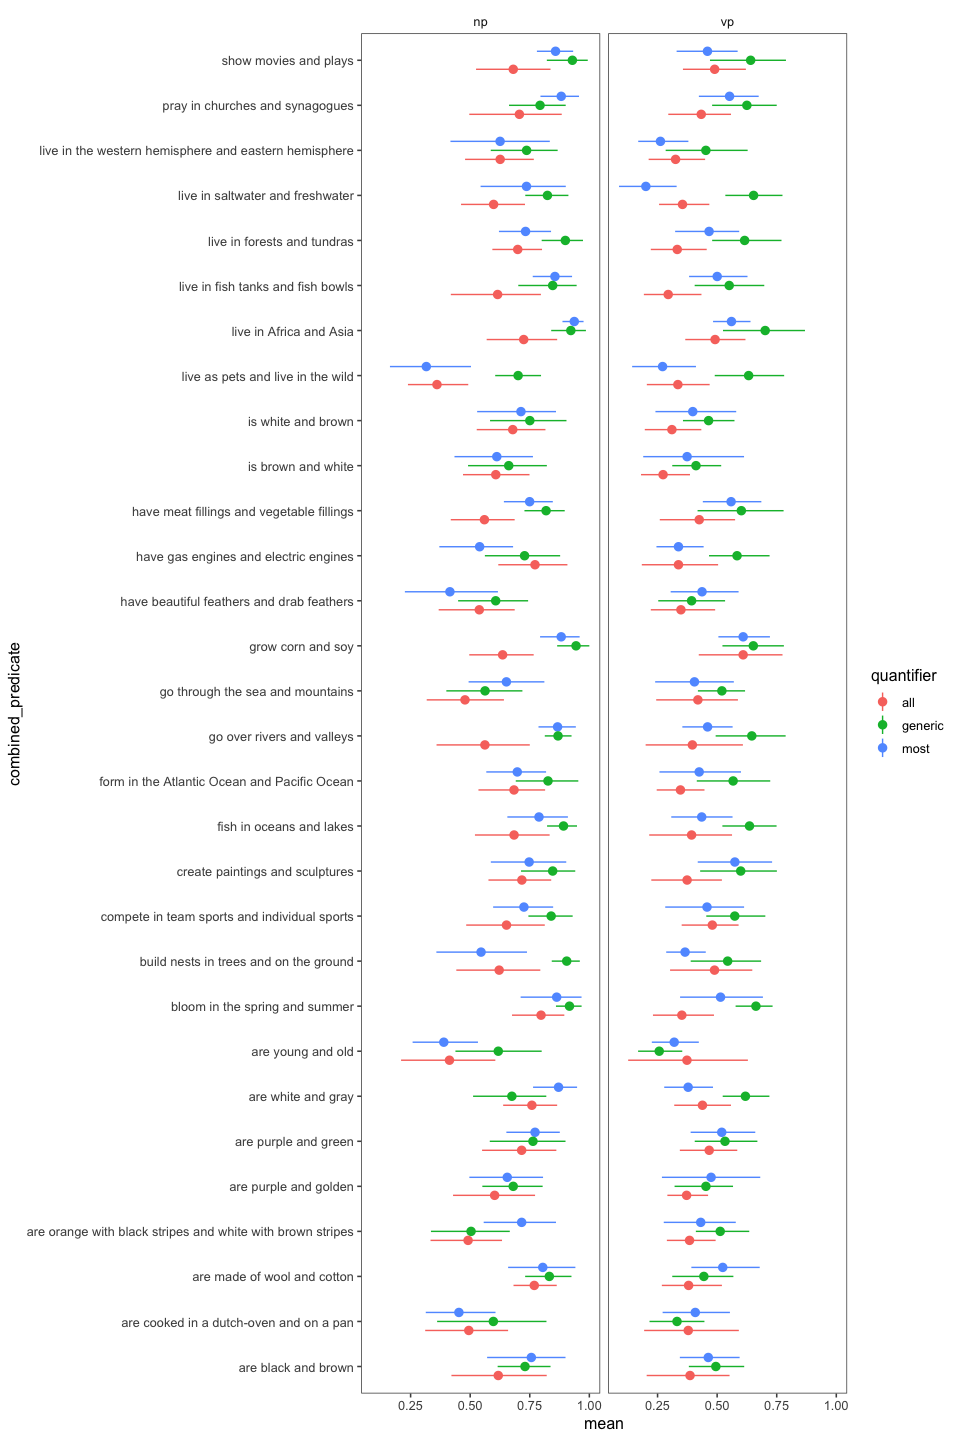 np
vp
show movies and plays
pray in churches and synagogues
live in the western hemisphere and eastern hemisphere
live in saltwater and freshwater
live in forests and tundras
live in fish tanks and fish bowls
live in Africa and Asia
live as pets and live in the wild
is white and brown
is brown and white
have meat fillings and vegetable fillings
have gas engines and electric engines
have beautiful feathers and drab feathers
grow corn and soy
go through the sea and mountains
go over rivers and valleys
form in the Atlantic Ocean and Pacific Ocean
fish in oceans and lakes
create paintings and sculptures
compete in team sports and individual sports
build nests in trees and on the ground
bloom in the spring and summer
are young and old
are white and gray
are purple and green
are purple and golden
are orange with black stripes and white with brown stripes
are made of wool and cotton
are cooked in a dutch-oven and on a pan
are black and brown
combined_predicate
0.25 0.50 0.75 1.00
0.25 0.50 0.75 1.00
mean
quantifier
all
generic
most